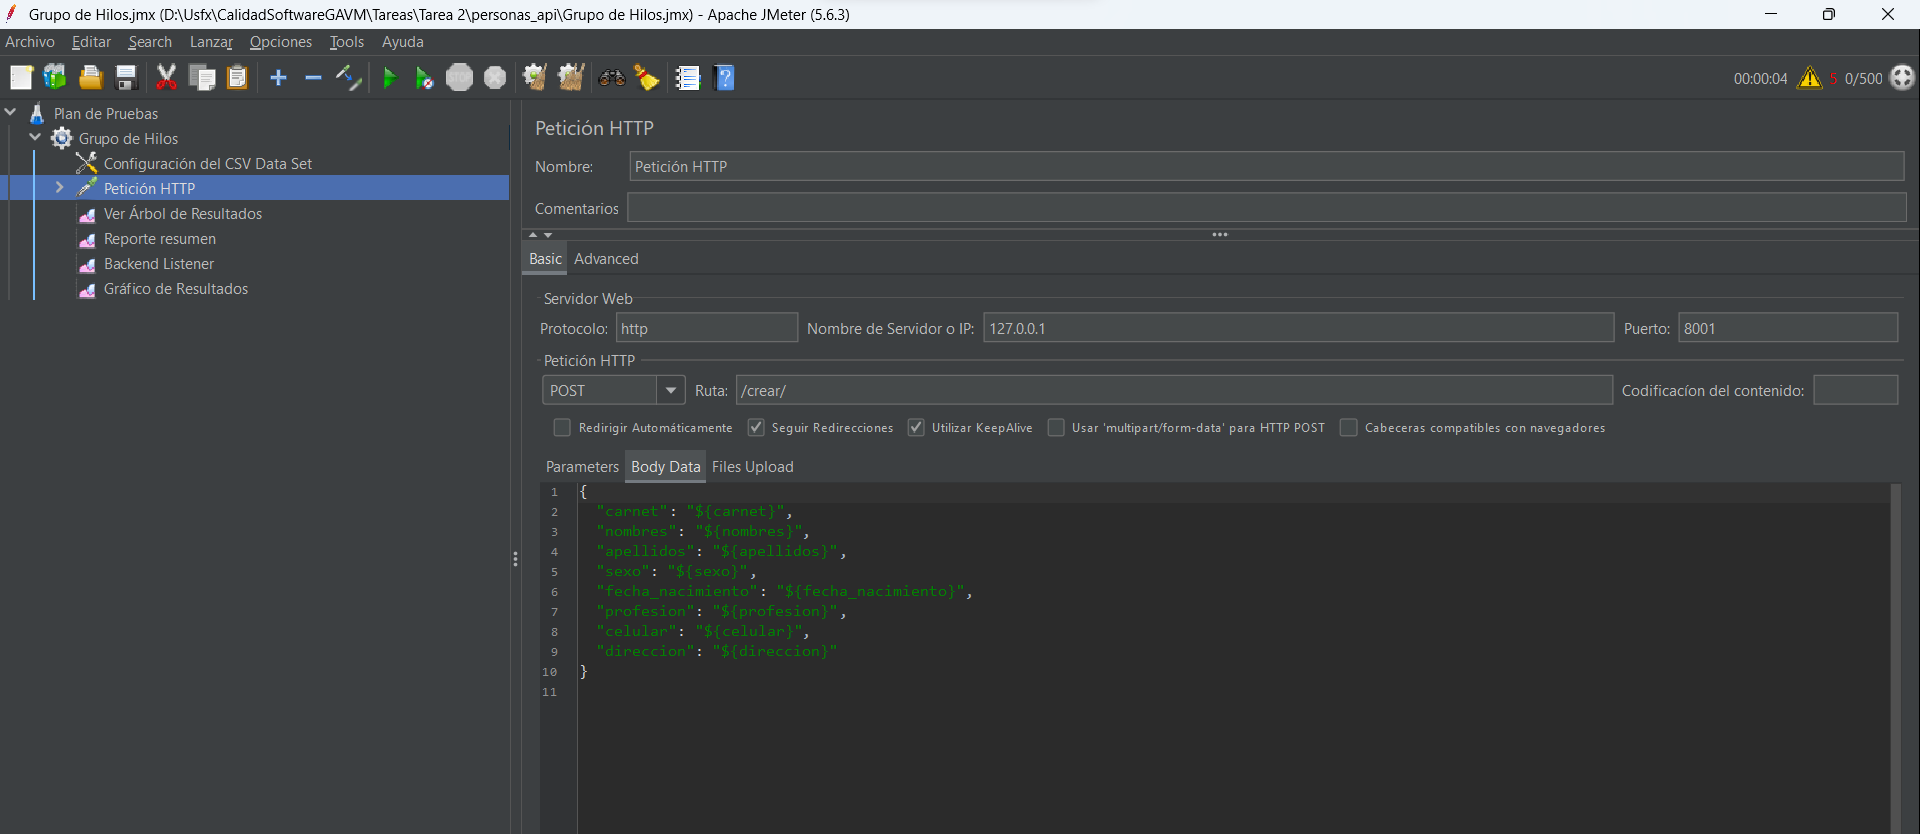 Grupo de Hilos.jmx (D:\Usfx\CalidadSoftwareGAVM\Tareas\Tarea 2\personas_api\Grupo de Hilos.jmx) - Apache JMeter (5.6.3)
Archivo Editar Search Lanzar Opciones Tools Ayuda
STOP ? 00:00:04 5 0/500
Plan de Pruebas
Grupo de Hilos
Configuración del CSV Data Set
Petición HTTP
Ver Árbol de Resultados
Reporte resumen
Backend Listener
Gráfico de Resultados
Petición HTTP
Nombre: Petición HTTP
Comentarios
Basic Advanced
Servidor Web
Protocolo: http Nombre de Servidor o IP: 127.0.0.1 Puerto: 8001
Petición HTTP
POST Ruta: /crear/ Codificacíon del contenido:
Redirigir Automáticamente Seguir Redirecciones Utilizar KeepAlive Usar 'multipart/form-data' para HTTP POST Cabeceras compatibles con navegadores
Parameters Body Data Files Upload
1 {
2 "carnet": "${carnet}",
3 "nombres": "${nombres}",
4 "apellidos": "${apellidos}",
5 "sexo": "${sexo}",
6 "fecha_nacimiento": "${fecha_nacimiento}",
7 "profesion": "${profesion}",
8 "celular": "${celular}",
9 "direccion": "${direccion}"
10 }
11